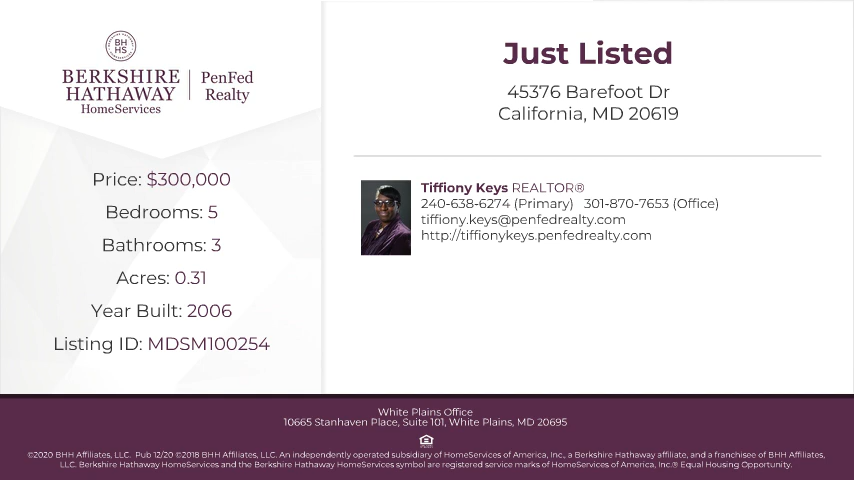 BH
HS
BERKSHIRE
HATHAWAY
HomeServices
PenFed
Realty
Price: $300,000
Bedrooms: 5
Bathrooms: 3
Acres: 0.31
Year Built: 2006
Listing ID: MDSM100254
Just Listed
45376 Barefoot Dr
California, MD 20619
Tiffiony Keys REALTOR®
240-638-6274 (Primary) 301-870-7653 (Office)
tiffiony.keys@penfedrealty.com
http://tiffionykeys.penfedrealty.com
White Plains Office
10665 Stanhaven Place, Suite 101, White Plains, MD 20695
©2020 BHH Affiliates, LLC. Pub 12/20 ©2018 BHH Affiliates, LLC. An independently operated subsidiary of HomeServices of America, Inc., a Berkshire Hathaway affiliate, and a franchisee of BHH Affiliates,
LLC. Berkshire Hathaway HomeServices and the Berkshire Hathaway HomeServices symbol are registered service marks of HomeServices of America, Inc.® Equal Housing Opportunity.